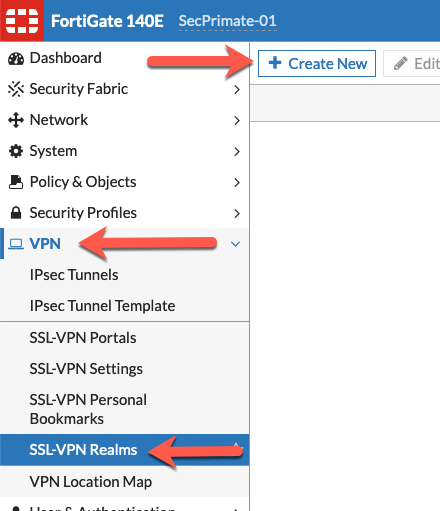 FortiGate 140E SecPrimate-01
Dashboard
Create New Edit
Security Fabric
Network
System
Policy & Objects
Security Profiles
VPN
IPsec Tunnels
IPsec Tunnel Template
SSL-VPN Portals
SSL-VPN Settings
SSL-VPN Personal
Bookmarks
SSL-VPN Realms
VPN Location Map
User & Authentication